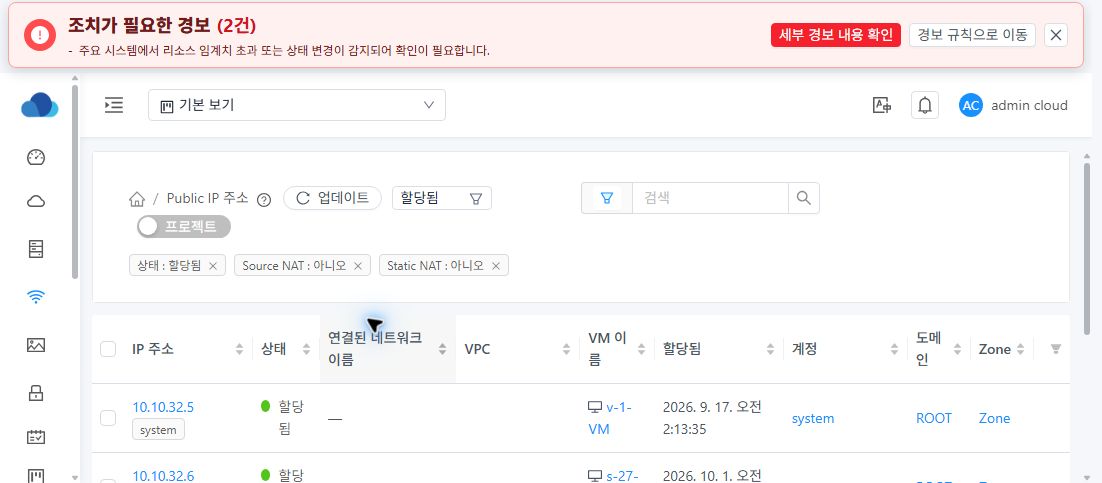 조치가 필요한 경보 (2건)
- 주요 시스템에서 리소스 임계치 초과 또는 상태 변경이 감지되어 확인이 필요합니다.
세부 경보 내용 확인
경보 규칙으로 이동
기본 보기
AC admin cloud
/ Public IP 주소
업데이트
할당됨
검색
프로젝트
상태 : 할당됨
Source NAT : 아니오
Static NAT : 아니오
IP 주소
상태
연결된 네트워크
이름
VPC
VM 이
름
할당됨
계정
도메
인
Zone
10.10.32.5
system
할당
됨
—
v-1-
VM
2026. 9. 17. 오전
2:13:35
system
ROOT
Zone
10.10.32.6
할당
s-27-
2026. 10. 1. 오전